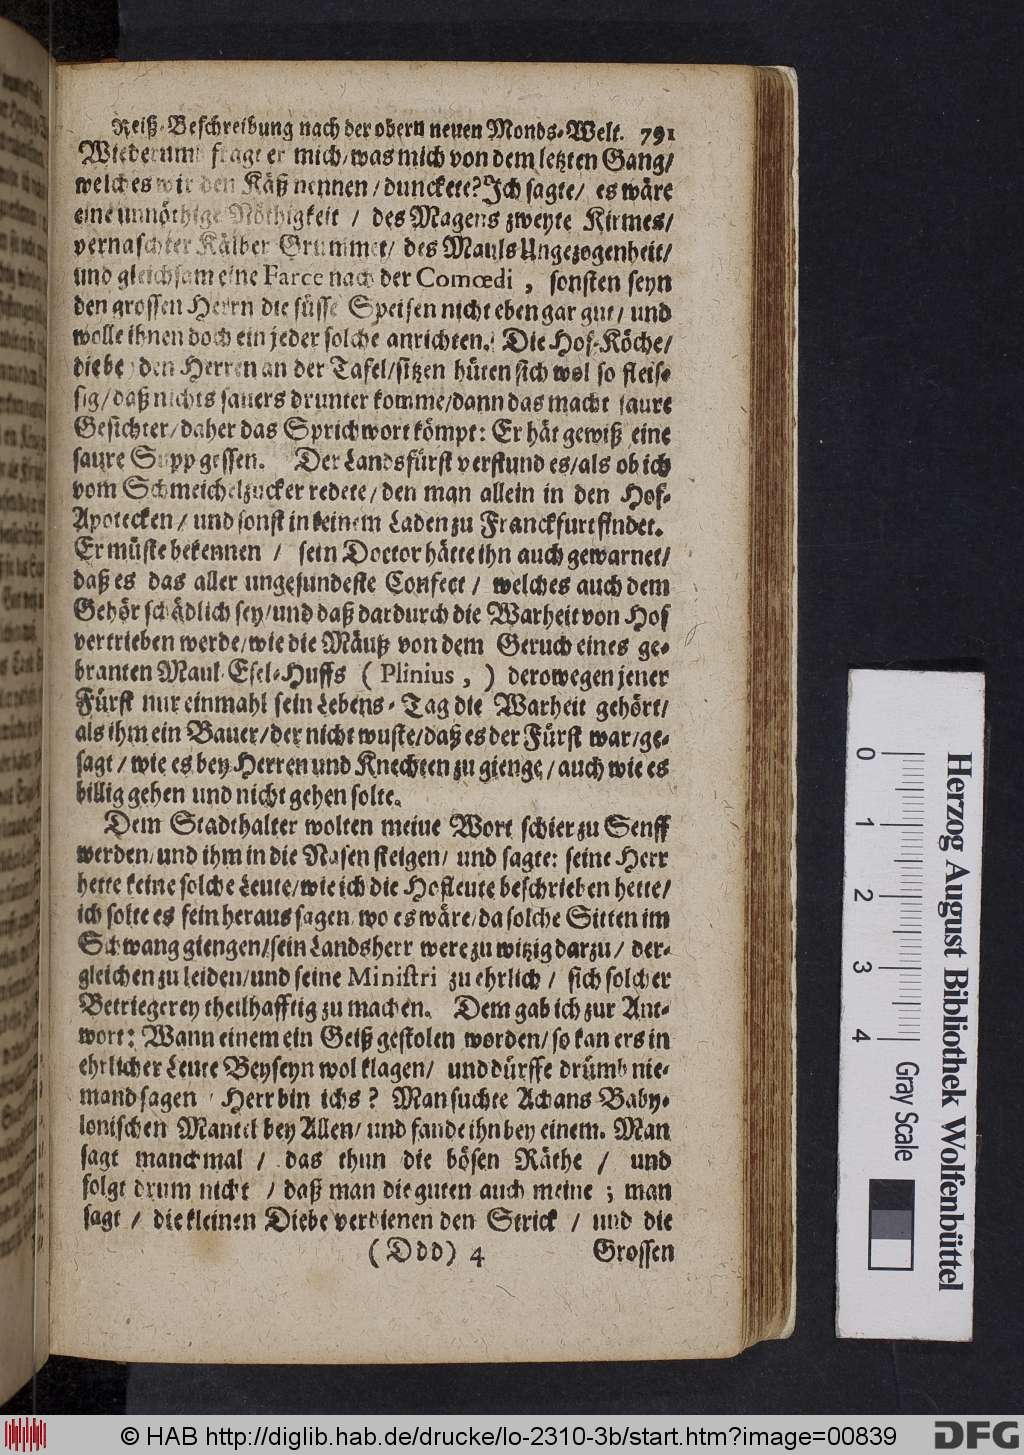 Reiß-Beschreibung nach der obern neuen Monds-Welt. 791
Wiederumb fragt er mich/ was mich von dem letzten Gang/
welches wir den Käß nennen/ dunckete? Ich sagte/ es wäre
eine unnöthige Nöthigkeit / des Magens zweyte Kirmes/
vernaschter Kälber Grummet/ des Mauls Ungezogenheit/
und gleichsam eine Farce nach der Comœdi , sonsten seyn
den grossen Herrn die süsse Speisen nicht eben gar gut/ und
wolle ihnen doch ein jeder solche anrichten. Die Hof-Köche/
die bey den Herren an der Tafel/ sitzen hüten sich wol so fleis-
sig/ daß nichts sauers drunter komme/ dann das macht saure
Gesichter/ daher das Sprichwort kömpt: Er hät gewiß eine
saure Supp gessen. Der Landsfürst verstund es/ als ob ich
vom Schmeichelzucker redete/ den man allein in den Hof-
Apotecken/ und sonst in keinem Laden zu Franckfurt findet.
Er müste bekennen / sein Doctor hätte ihn auch gewarnet/
daß es das aller ungesundeste Confect / welches auch dem
Gehör schädlich sey/ und daß dardurch die Warheit von Hof
vertrieben werde/ wie die Mäuß von dem Geruch eines ge-
branten Maul-Esel-Huffs ( Plinius , ) derowegen jener
Fürst nur einmahl sein Lebens-Tag die Warheit gehört/
als ihm ein Bauer/ der nicht wuste/ daß es der Fürst war/ ge-
sagt/ wie es bey Herren und Knechten zu gienge/ auch wie es
billig gehen und nicht gehen solte.
Dem Stadthalter wolten meine Wort schier zu Senff
werden/ und ihm in die Nasen steigen/ und sagte: seine Herr
hette keine solche Leute/ wie ich die Hofleute beschrieben hette/
ich solte es fein heraus sagen wo es wäre/ da solche Sitten im
Schwang giengen/ sein Landsherr were zu witzig darzu/ der-
gleichen zu leiden/ und seine Ministri zu ehrlich / sich solcher
Betriegerey theilhafftig zu machen. Dem gab ich zur Ant-
wort: Wann einem ein Geiß gestolen worden/ so kan ers in
ehrlicher Leute Beyseyn wol klagen/ und dürffe drümb nie-
mand sagen / Herr bin ichs? Man suchte Achans Baby-
lonischen Mantel bey Allen/ und fande ihn bey einem. Man
sagt manchmal / das thun die bösen Räthe / und
folgt drum nicht / daß man die guten auch meine ; man
sagt / die kleinen Diebe verdienen den Strick / und die
(Ddd) 4 Grossen
0 1 2 3 4
Herzog August Bibliothek Wolfenbüttel
Gray Scale
© HAB http://diglib.hab.de/drucke/lo-2310-3b/start.htm?image=00839
DFG